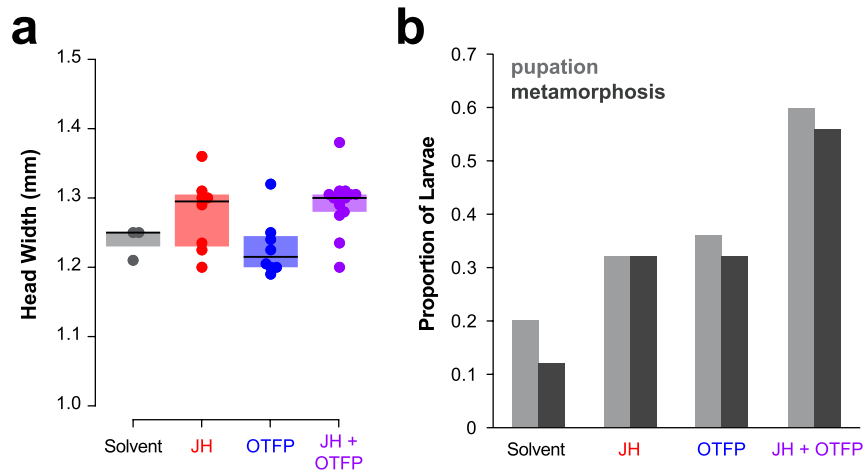 a
Head Width (mm)
1.5
1.4
1.3
1.2
1.1
1.0
Solvent
JH
OTFP
JH +
OTFP
b
Proportion of Larvae
0.7
0.6
0.5
0.4
0.3
0.2
0.1
0
pupation
metamorphosis
Solvent
JH
OTFP
JH + OTFP